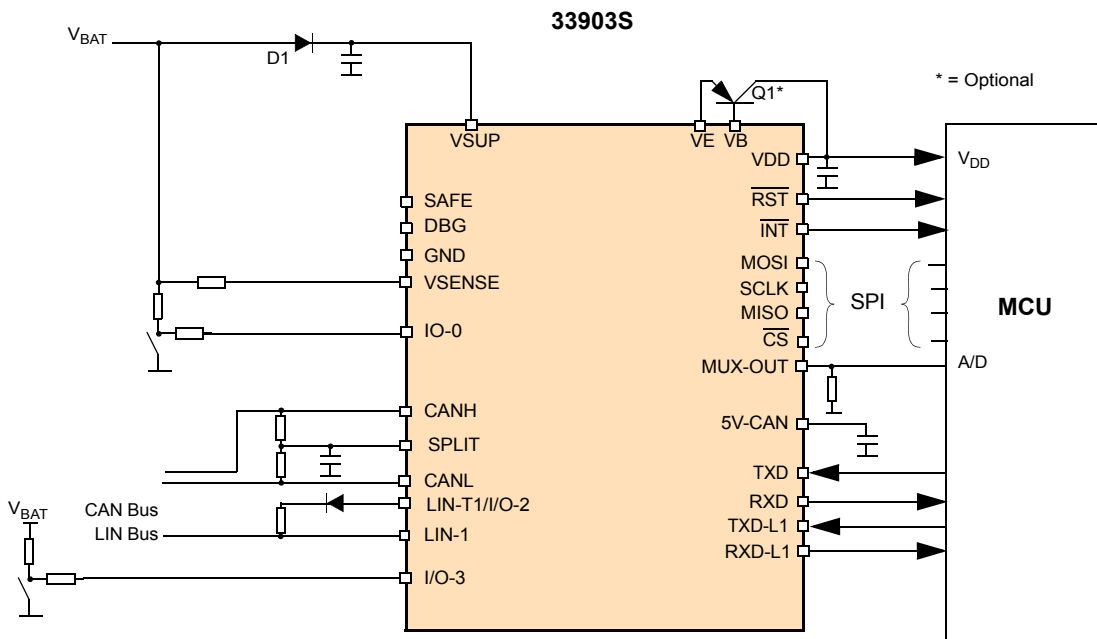 33903S
VBAT
D1
Q1*
* = Optional
VSUP
VE
VB
VDD
VDD
SAFE
RST
DBG
INT
GND
MOSI
VSENSE
SCLK
SPI
MCU
MISO
IO-0
CS
MUX-OUT
A/D
CANH
5V-CAN
SPLIT
TXD
CANL
RXD
VBAT
CAN Bus
LIN-T1/I/O-2
TXD-L1
LIN Bus
LIN-1
RXD-L1
I/O-3